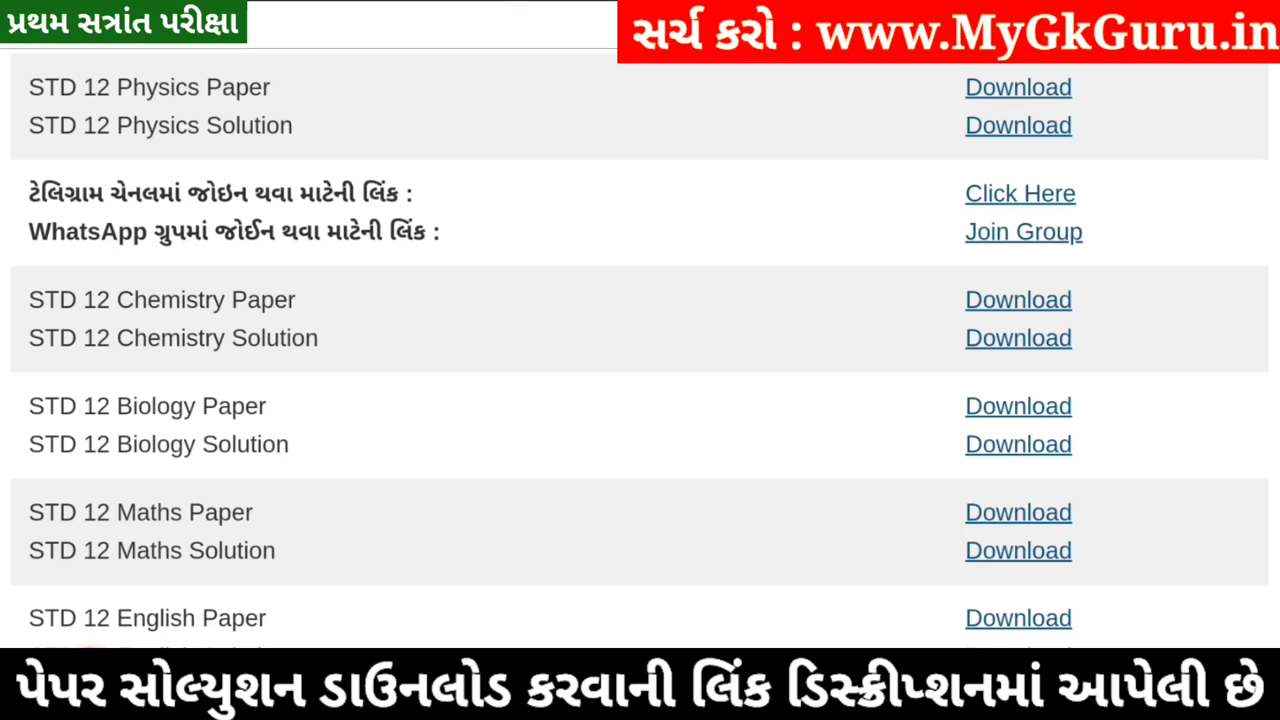 પ્રથમ સત્રાંત પરીક્ષા
સર્ચ કરો : www.MyGkGuru.in
STD 12 Physics Paper Download
STD 12 Physics Solution Download
ટેલિગ્રામ ચેનલમાં જોઇન થવા માટેની લિંક : Click Here
WhatsApp ગ્રુપમાં જોઈન થવા માટેની લિંક : Join Group
STD 12 Chemistry Paper Download
STD 12 Chemistry Solution Download
STD 12 Biology Paper Download
STD 12 Biology Solution Download
STD 12 Maths Paper Download
STD 12 Maths Solution Download
STD 12 English Paper Download
પેપર સોલ્યુશન ડાઉનલોડ કરવાની લિંક ડિસ્ક્રીપ્શનમાં આપેલી છે